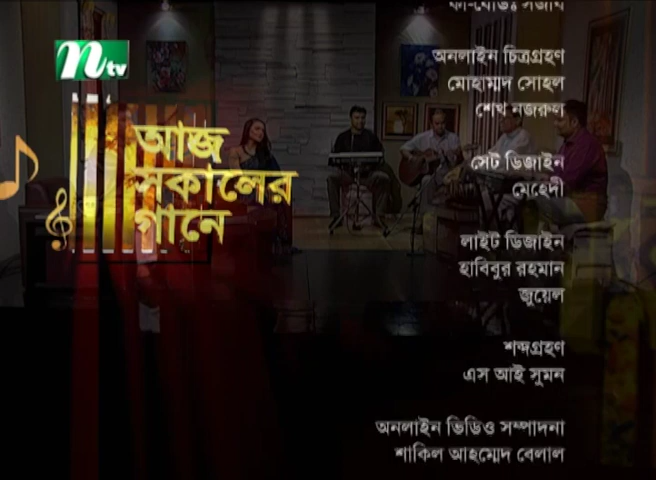 ntv
আজ
সকালের
গানে
অনলাইন চিত্রগ্রহণ
মোহাম্মদ সোহল
শেখ নজরুল
সেট ডিজাইন
মেহেদী
লাইট ডিজাইন
হাবিবুর রহমান
জুয়েল
শব্দগ্রহণ
এস আই সুমন
অনলাইন ভিডিও সম্পাদনা
শাকিল আহম্মেদ বেলাল